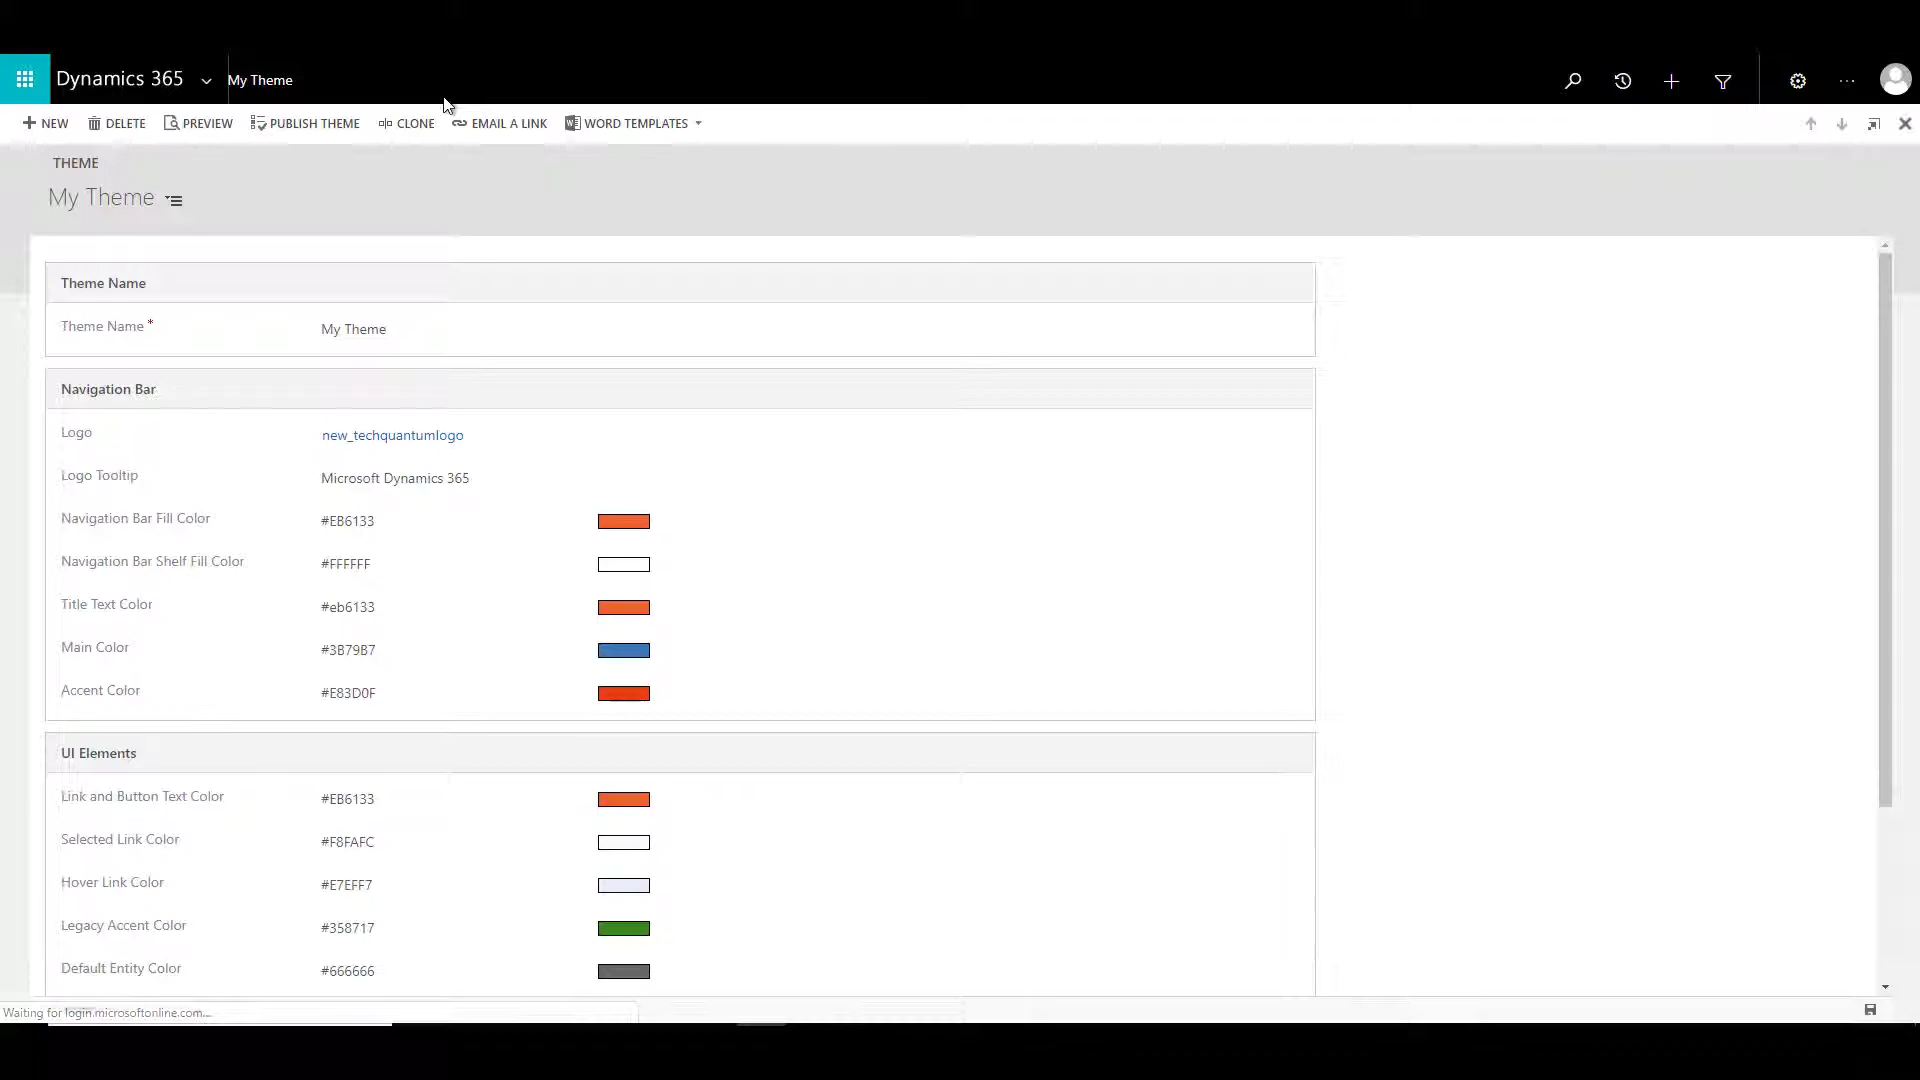 Dynamics 365 My Theme
NEW DELETE PREVIEW PUBLISH THEME CLONE EMAIL A LINK WORD TEMPLATES
THEME
My Theme
Theme Name
Theme Name * My Theme
Navigation Bar
Logo new_techquantumlogo
Logo Tooltip Microsoft Dynamics 365
Navigation Bar Fill Color #EB6133
Navigation Bar Shelf Fill Color #FFFFFF
Title Text Color #eb6133
Main Color #3B79B7
Accent Color #E83D0F
UI Elements
Link and Button Text Color #EB6133
Selected Link Color #F8FAFC
Hover Link Color #E7EFF7
Legacy Accent Color #358717
Default Entity Color #666666
Waiting for login.microsoftonline.com...